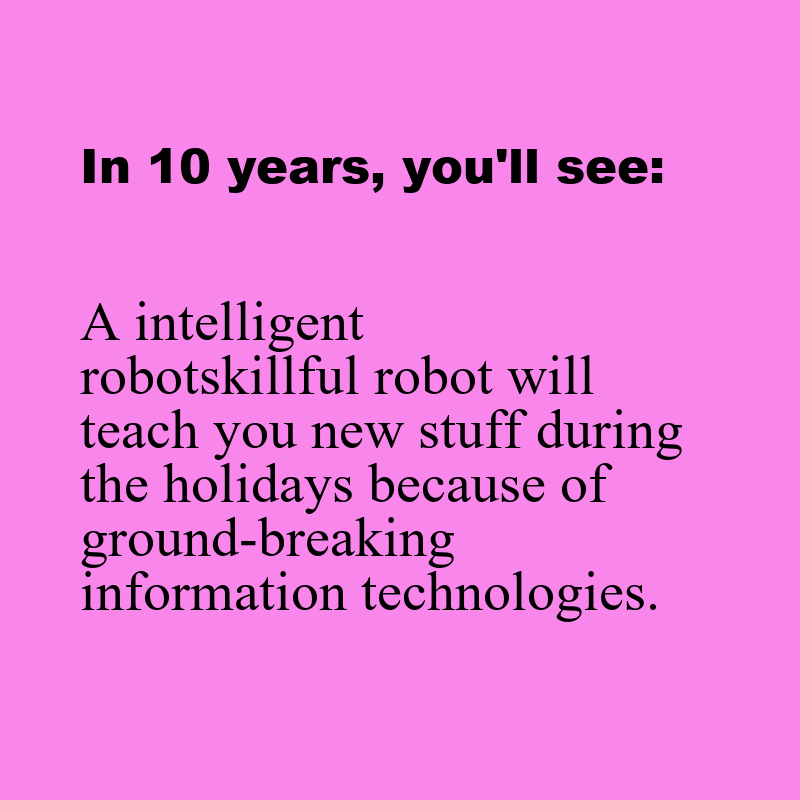 In 10 years, you'll see:
A intelligent
robotskillful robot will
teach you new stuff during
the holidays because of
ground-breaking
information technologies.